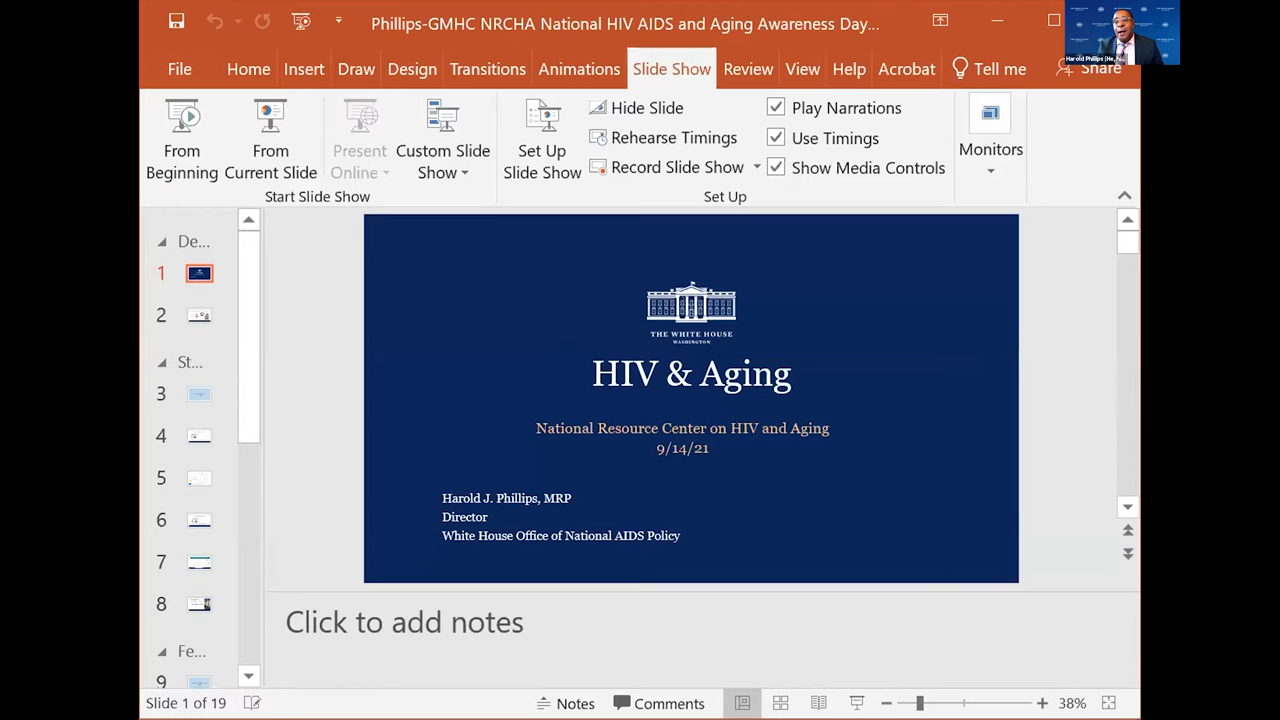 Phillips-GMHC NRCHA National HIV AIDS and Aging Awareness Day...
File Home Insert Draw Design Transitions Animations Slide Show Review View Help Acrobat Tell me Share
From Beginning
From Current Slide
Present Online
Custom Slide Show
Set Up Slide Show
Hide Slide
Rehearse Timings
Record Slide Show
Play Narrations
Use Timings
Show Media Controls
Monitors
Start Slide Show
Set Up
De...
1
2
St...
3
4
5
6
7
8
Fe...
9
THE WHITE HOUSE
WASHINGTON
HIV & Aging
National Resource Center on HIV and Aging
9/14/21
Harold J. Phillips, MRP
Director
White House Office of National AIDS Policy
Click to add notes
Slide 1 of 19
Notes
Comments
38%
Harold Phillips (He,